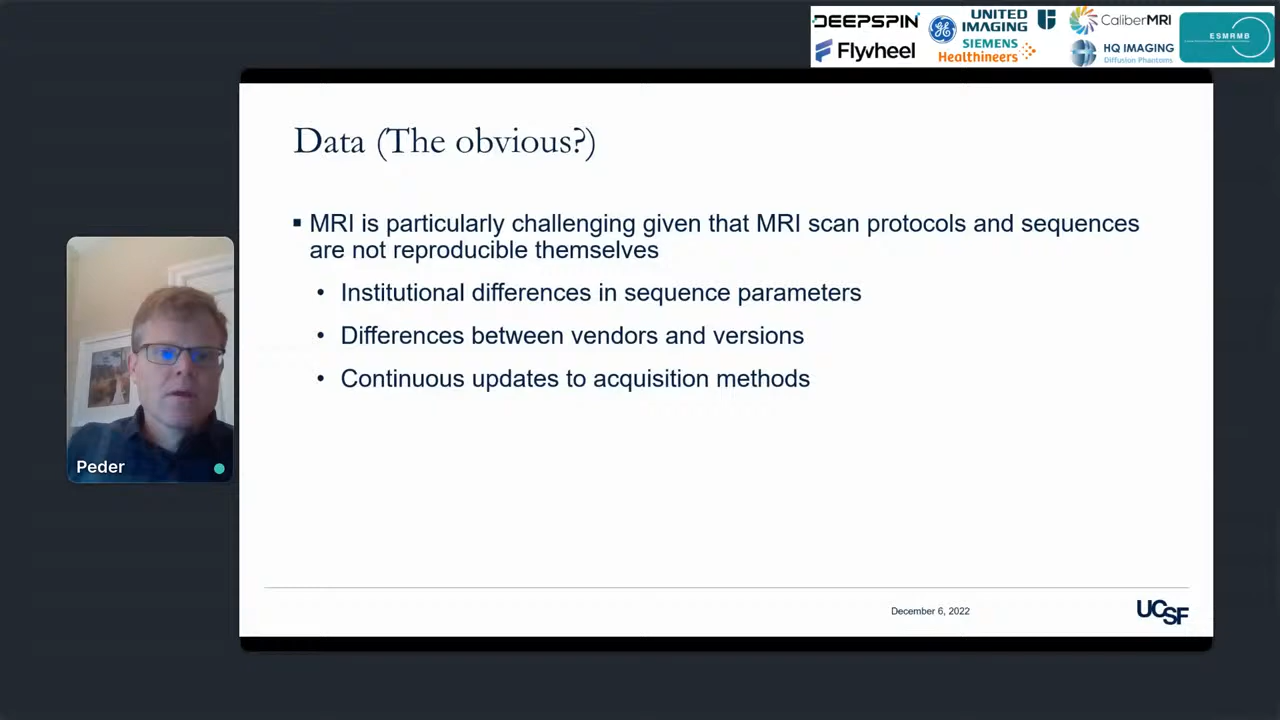 DEEPSPIN
UNITED
IMAGING
CaliberMRI
Flywheel
SIEMENS
Healthineers
HQ IMAGING
Diffusion Phantoms
ESMRMB
Data (The obvious?)
▪ MRI is particularly challenging given that MRI scan protocols and sequences
are not reproducible themselves
• Institutional differences in sequence parameters
• Differences between vendors and versions
• Continuous updates to acquisition methods
Peder
December 6, 2022
UCSF